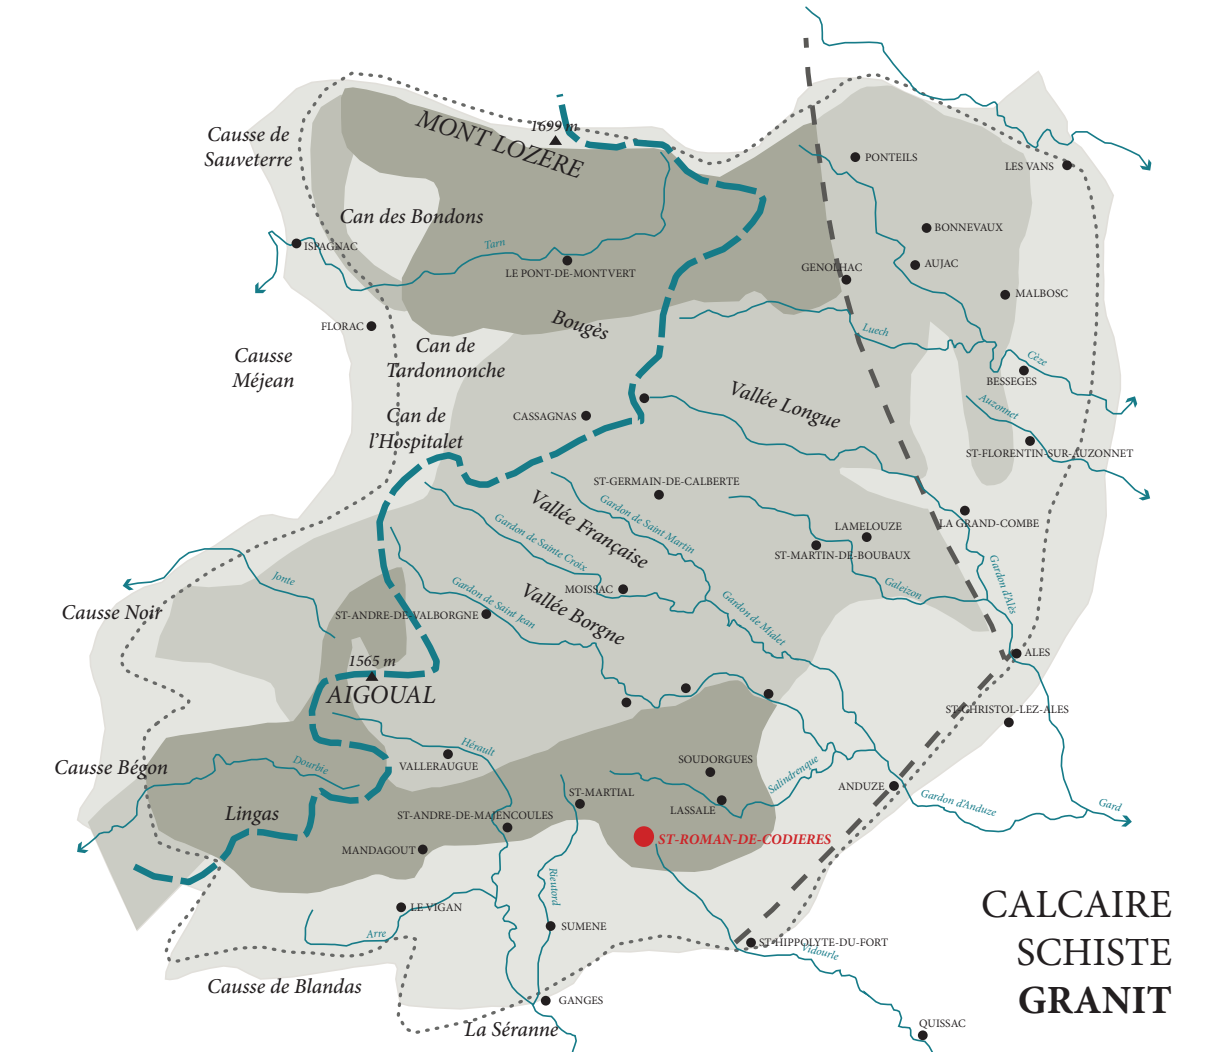 1699 m
MONT LOZÈRE
Causse de
Sauveterre
PONTEILS
LES VANS
Can des Bondons
ISPAGNAC
Tarn
LE PONT-DE-MONTVERT
BONNEVAUX
AUJAC
GENOLHAC
MALBOSC
FLORAC
Bougès
Luech
Can de
Tardonnonche
Causse
Méjean
Cèze
BESSEGES
Vallée Longue
Auzonnet
CASSAGNAS
Can de
l'Hospitalet
ST-FLORENTIN-SUR-AUZONNET
ST-GERMAIN-DE-CALBERTE
Vallée Française
Gardon de Saint Martin
Gardon de Sainte Croix
LA GRAND-COMBE
LAMELOUZE
ST-MARTIN-DE-BOUBAUX
Jonte
Causse Noir
Gardon de Saint Jean
MOISSAC
Vallée Borgne
Galeizon
Gardon d'Alès
ST-ANDRE-DE-VALBORGNE
Gardon de Mialet
ALES
1565 m
AIGOUAL
ST-CHRISTOL-LEZ-ALES
Hérault
Causse Bégon
Dourbie
VALLERAUGUE
SOUDORGUES
Salindrenque
ANDUZE
ST-MARTIAL
LASSALE
Gardon d'Anduze
Gard
Lingas
ST-ANDRE-DE-MAJENCOULES
ST-ROMAN-DE-CODIERES
MANDAGOUT
Rieutord
LE VIGAN
Arre
SUMENE
ST-HIPPOLYTE-DU-FORT
Vidourle
Causse de Blandas
GANGES
La Séranne
QUISSAC
CALCAIRE
SCHISTE
GRANIT